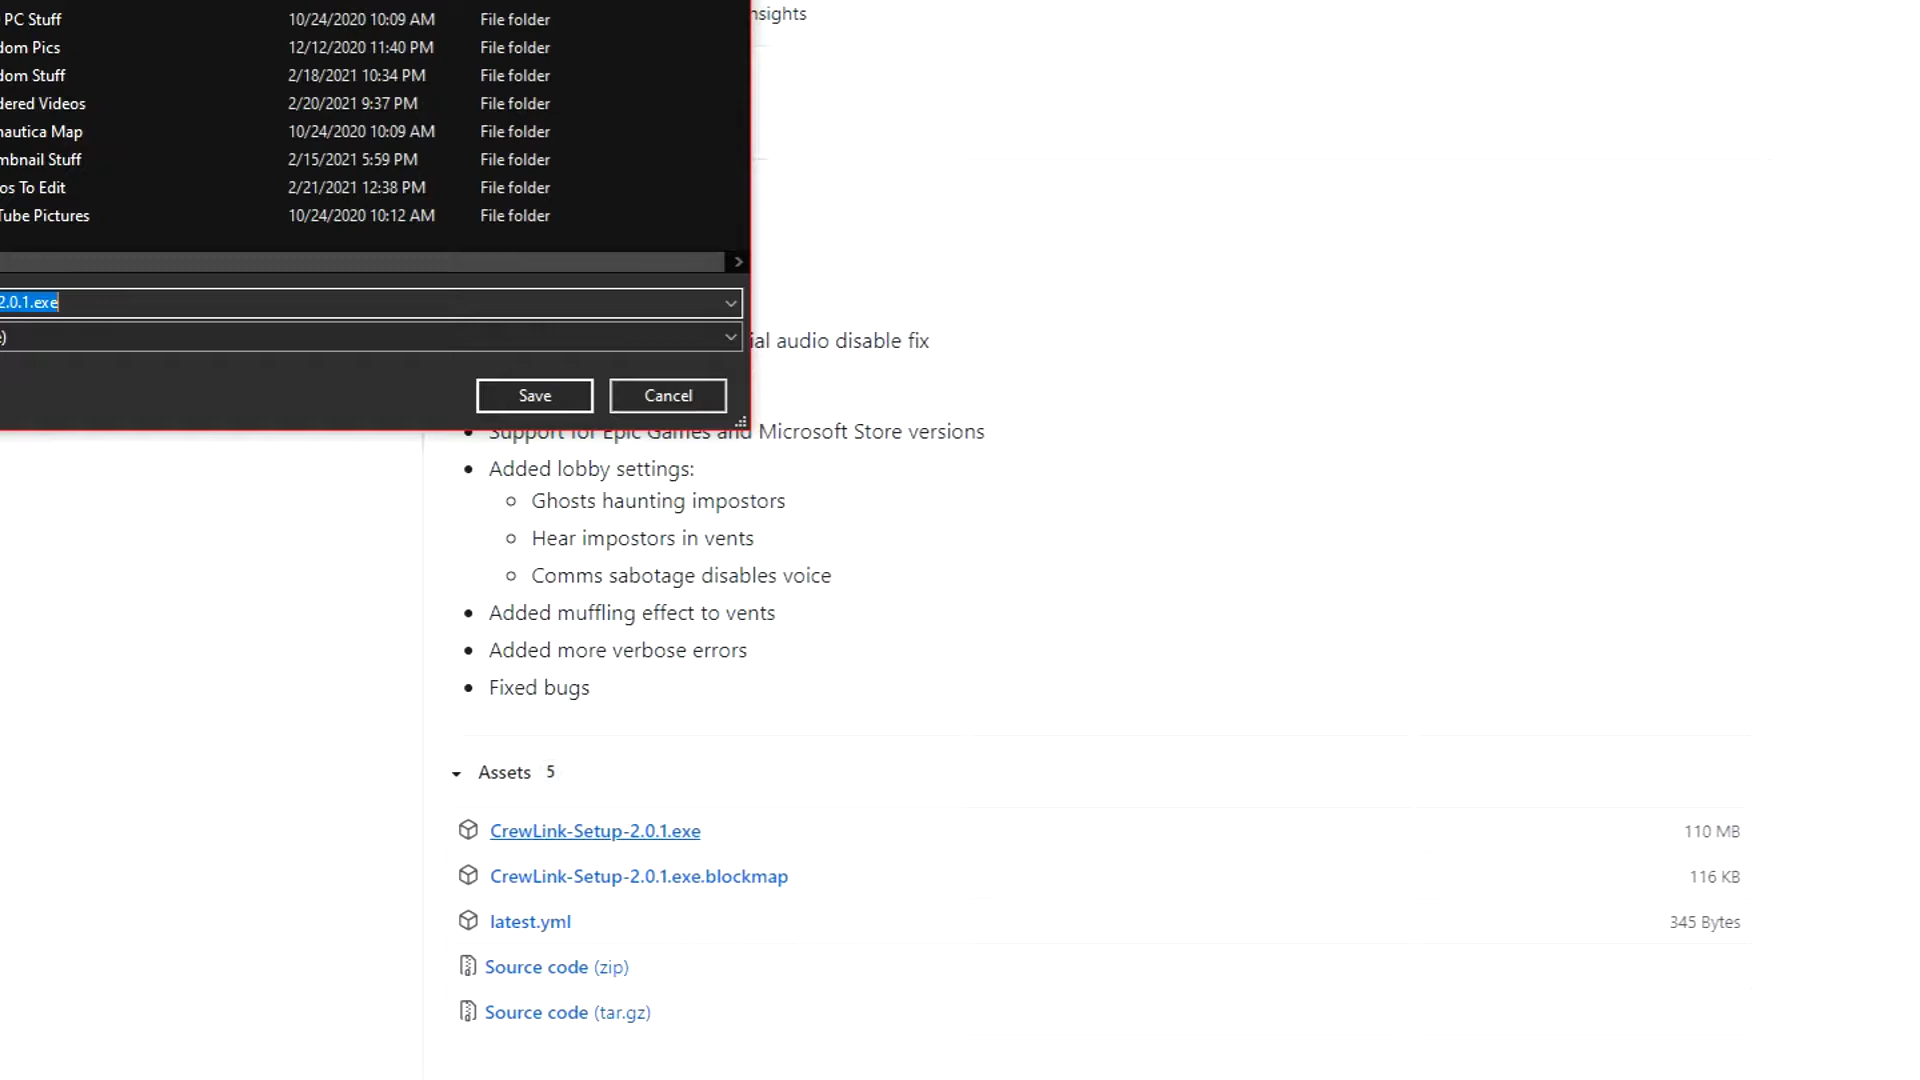 PC Stuff 10/24/2020 10:09 AM File folder
dom Pics 12/12/2020 11:40 PM File folder
dom Stuff 2/18/2021 10:34 PM File folder
dered Videos 2/20/2021 9:37 PM File folder
nautica Map 10/24/2020 10:09 AM File folder
mbnail Stuff 2/15/2021 5:59 PM File folder
os To Edit 2/21/2021 12:38 PM File folder
Tube Pictures 10/24/2020 10:12 AM File folder
2.0.1.exe
e)
Save Cancel
nsights
ial audio disable fix
Support for Epic Games and Microsoft Store versions
Added lobby settings:
Ghosts haunting impostors
Hear impostors in vents
Comms sabotage disables voice
Added muffling effect to vents
Added more verbose errors
Fixed bugs
Assets 5
CrewLink-Setup-2.0.1.exe 110 MB
CrewLink-Setup-2.0.1.exe.blockmap 116 KB
latest.yml 345 Bytes
Source code (zip)
Source code (tar.gz)